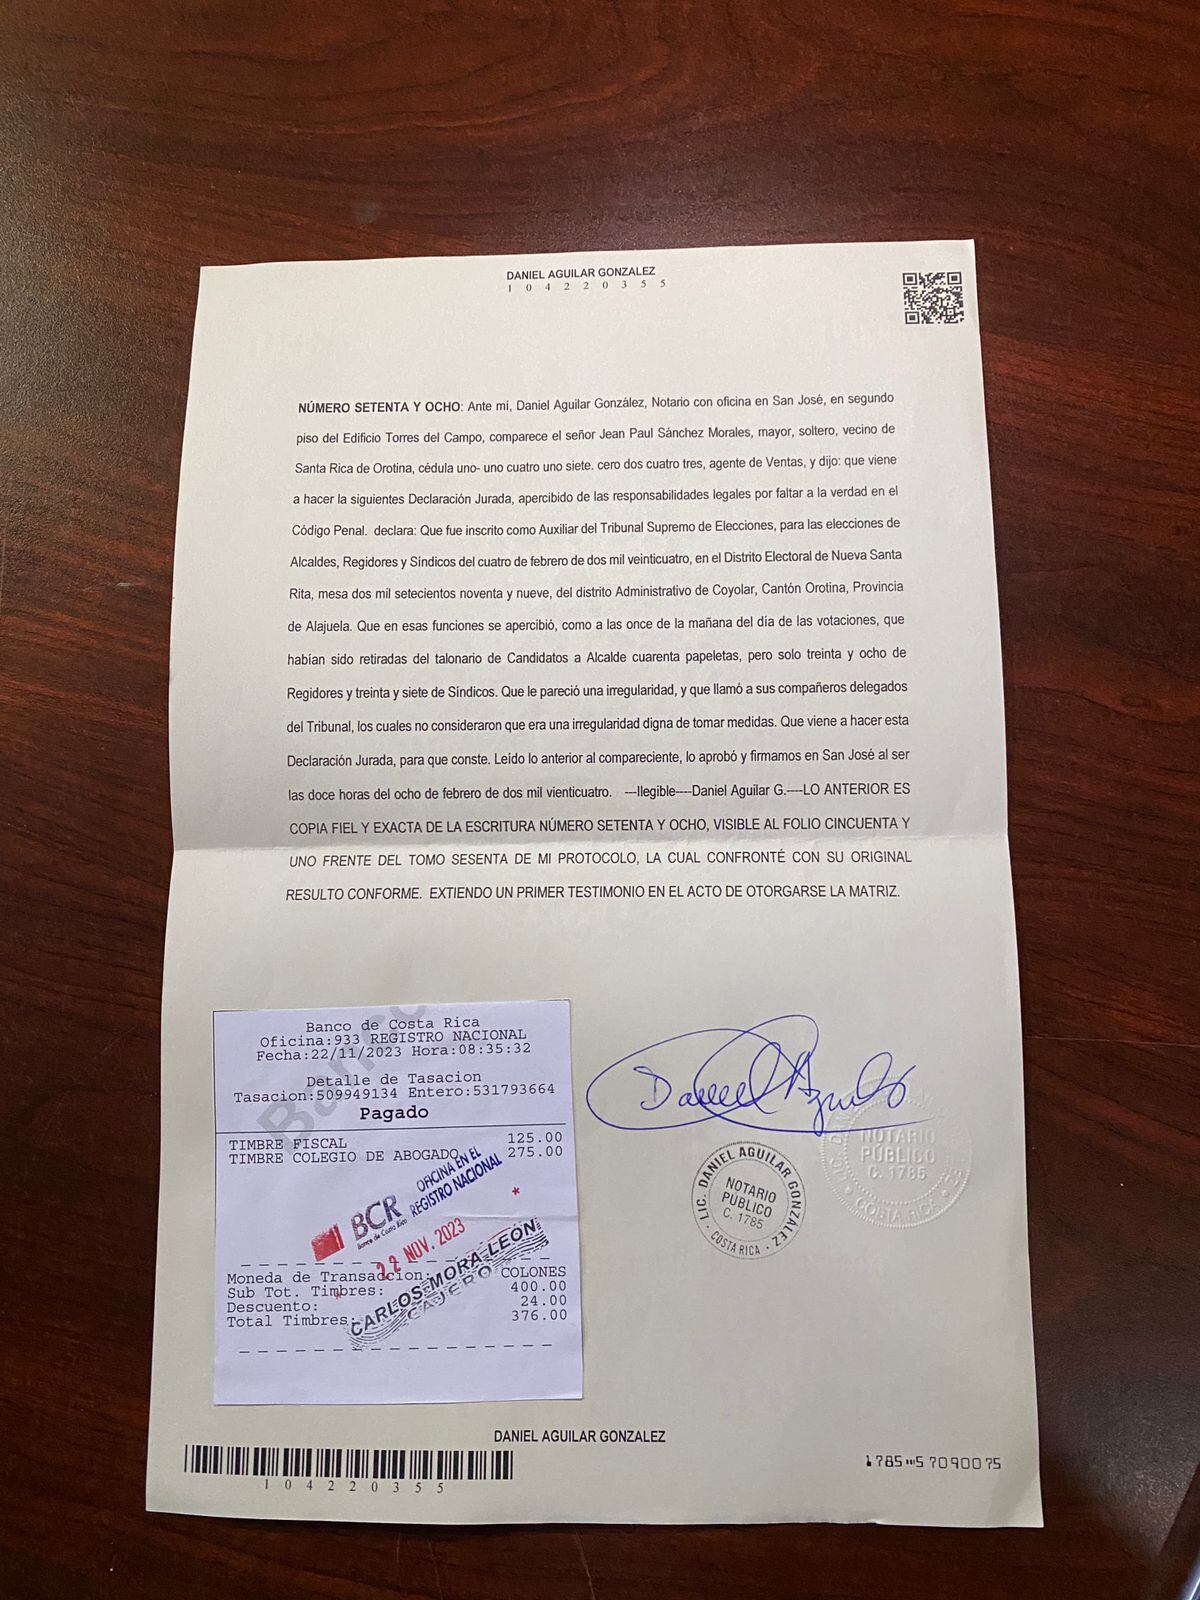 DANIEL AGUILAR GONZALEZ
1 0 4 2 2 0 3 5 5
NÚMERO SETENTA Y OCHO: Ante mí, Daniel Aguilar González, Notario con oficina en San José, en segundo
piso del Edificio Torres del Campo, comparece el señor Jean Paul Sánchez Morales, mayor, soltero, vecino de
Santa Rica de Orotina, cédula uno- uno cuatro uno siete. cero dos cuatro tres, agente de Ventas, y dijo: que viene
a hacer la siguientes Declaración Jurada, apercibido de las responsabilidades legales por faltar a la verdad en el
Código Penal. declara: Que fue inscrito como Auxiliar del Tribunal Supremo de Elecciones, para las elecciones de
Alcaldes, Regidores y Síndicos del cuatro de febrero de dos mil veinticuatro, en el Distrito Electoral de Nueva Santa
Rita, mesa dos mil setecientos noventa y nueve, del distrito Administrativo de Coyolar, Cantón Orotina, Provincia
de Alajuela. Que en esas funciones se apercibió, como a las once de la mañana del día de las votaciones, que
habían sido retiradas del talonario de Candidatos a Alcalde cuarenta papeletas, pero solo treinta y ocho de
Regidores y treinta y siete de Síndicos. Que le pareció una irregularidad, y que llamó a sus compañeros delegados
del Tribunal, los cuales no consideraron que era una irregularidad digna de tomar medidas. Que viene a hacer esta
Declaración Jurada, para que conste. Leído lo anterior al compareciente, lo aprobó y firmamos en San José al ser
las doce horas del ocho de febrero de dos mil vienticuatro. ---Ilegible----Daniel Aguilar G.----LO ANTERIOR ES
COPIA FIEL Y EXACTA DE LA ESCRITURA NÚMERO SETENTA Y OCHO, VISIBLE AL FOLIO CINCUENTA Y
UNO FRENTE DEL TOMO SESENTA DE MI PROTOCOLO, LA CUAL CONFRONTÉ CON SU ORIGINAL
RESULTO CONFORME. EXTIENDO UN PRIMER TESTIMONIO EN EL ACTO DE OTORGARSE LA MATRIZ.
Banco de Costa Rica
Oficina:933 REGISTRO NACIONAL
Fecha:22/11/2023 Hora:08:35:32
Detalle de Tasacion
Tasacion:509949134 Entero:531793664
Pagado
TIMBRE FISCAL 125.00
TIMBRE COLEGIO DE ABOGADO 275.00
BCR
Banco de Costa Rica
OFICINA EN EL
REGISTRO NACIONAL
* 22 NOV. 2023 *
CARLOS MORA LEÓN
CAJERO
Moneda de Transaccion: COLONES
Sub Tot. Timbres: 400.00
Descuento: 24.00
Total Timbres: 376.00
Daniel Aguilar
LIC. DANIEL AGUILAR GONZALEZ
NOTARIO
PÚBLICO
C. 1785
COSTA RICA
NOTARIO
PÚBLICO
C. 1785
COSTA RICA
DANIEL AGUILAR GONZALEZ
1 0 4 2 2 0 3 5 5